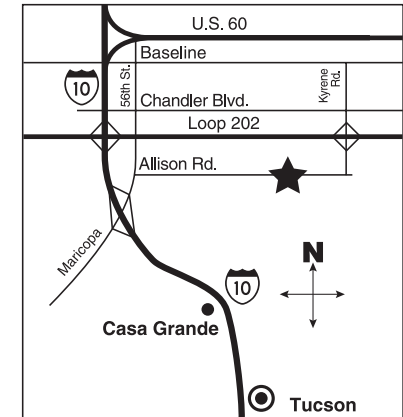 U.S. 60
Baseline
10
56th St.
Kyrene
Rd.
Chandler Blvd.
Loop 202
Allison Rd.
Maricopa
N
10
Casa Grande
Tucson